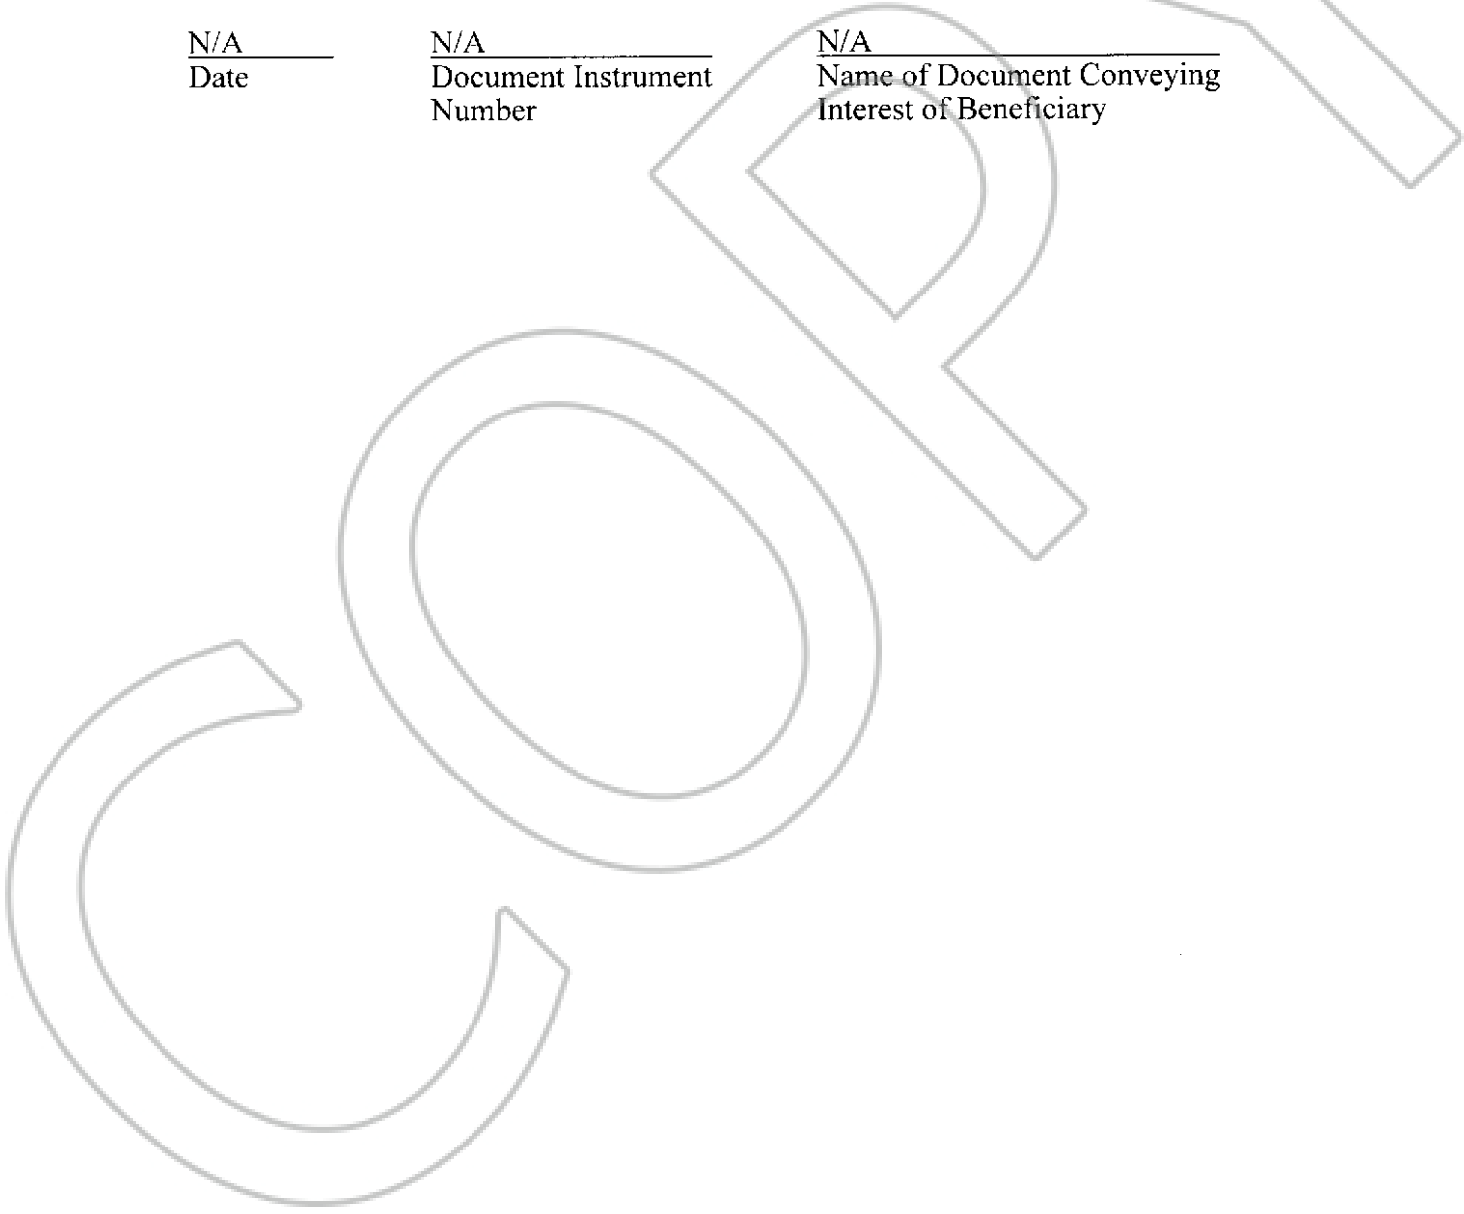 N/A N/A N/A
Date Document Instrument Name of Document Conveying
Number Interest of Beneficiary
COPY